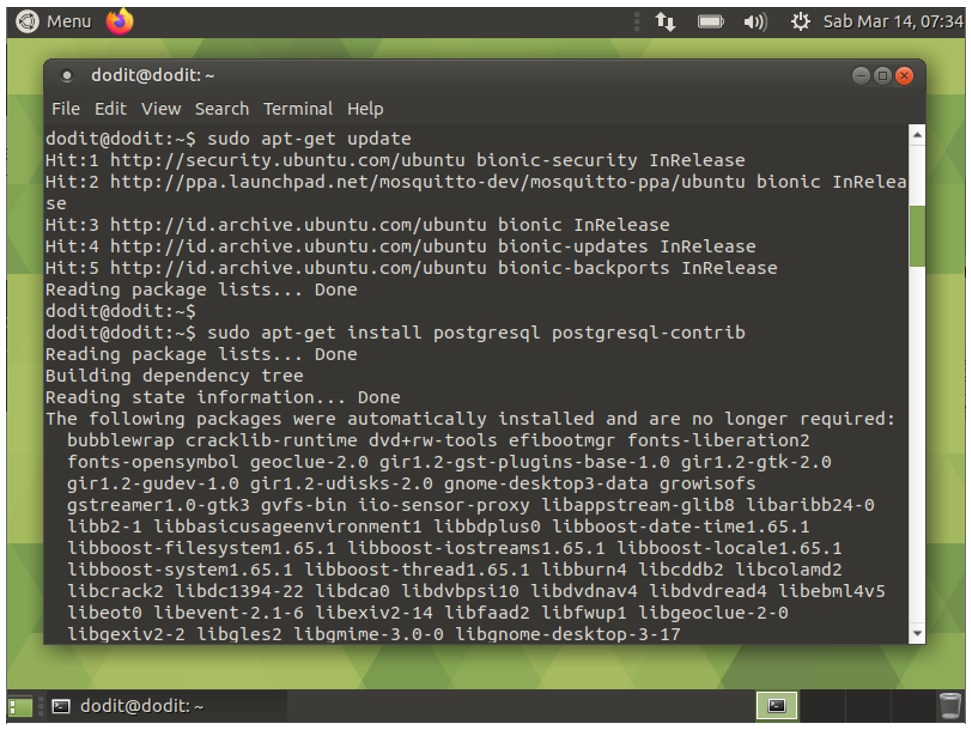 Menu
Sab Mar 14, 07:34
dodit@dodit: ~
File Edit View Search Terminal Help
dodit@dodit:~$ sudo apt-get update
Hit:1 http://security.ubuntu.com/ubuntu bionic-security InRelease
Hit:2 http://ppa.launchpad.net/mosquitto-dev/mosquitto-ppa/ubuntu bionic InRelea
se
Hit:3 http://id.archive.ubuntu.com/ubuntu bionic InRelease
Hit:4 http://id.archive.ubuntu.com/ubuntu bionic-updates InRelease
Hit:5 http://id.archive.ubuntu.com/ubuntu bionic-backports InRelease
Reading package lists... Done
dodit@dodit:~$
dodit@dodit:~$ sudo apt-get install postgresql postgresql-contrib
Reading package lists... Done
Building dependency tree
Reading state information... Done
The following packages were automatically installed and are no longer required:
bubblewrap cracklib-runtime dvd+rw-tools efibootmgr fonts-liberation2
fonts-opensymbol geoclue-2.0 gir1.2-gst-plugins-base-1.0 gir1.2-gtk-2.0
gir1.2-gudev-1.0 gir1.2-udisks-2.0 gnome-desktop3-data growisofs
gstreamer1.0-gtk3 gvfs-bin iio-sensor-proxy libappstream-glib8 libaribb24-0
libb2-1 libbasicusageenvironment1 libbdplus0 libboost-date-time1.65.1
libboost-filesystem1.65.1 libboost-iostreams1.65.1 libboost-locale1.65.1
libboost-system1.65.1 libboost-thread1.65.1 libburn4 libcddb2 libcolamd2
libcrack2 libdc1394-22 libdca0 libdvbpsi10 libdvdnav4 libdvdread4 libebml4v5
libeot0 libevent-2.1-6 libexiv2-14 libfaad2 libfwup1 libgeoclue-2-0
libgexiv2-2 libgles2 libgmime-3.0-0 libgnome-desktop-3-17
dodit@dodit: ~